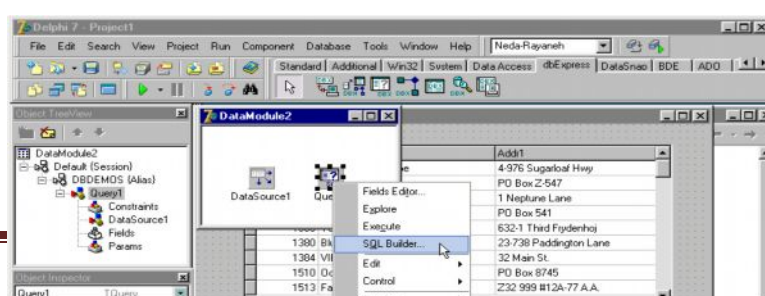 Delphi 7 - Project1
File Edit Search View Project Run Component Database Tools Window Help
Neda-Rayaneh
Standard Additional Win32 System Data Access dbExpress DataSnap BDE ADO
Object TreeView
DataModule2
Default {Session}
DBDEMOS {Alias}
Query1
Constraints
DataSource1
Fields
Params
Object Inspector
Query1 TQuery
DataModule2
DataSource1
Fields Editor...
Explore
Execute
SQL Builder...
Edit
Control
Addr1
4-976 Sugarloaf Hwy
PO Box Z-547
1 Neptune Lane
PO Box 541
632-1 Third Frydenhoj
1380 Bl
23-738 Paddington Lane
1384 VI
32 Main St.
1510 Oc
PO Box 8745
1513 Fa
Z32 999 #12A-77 A.A.